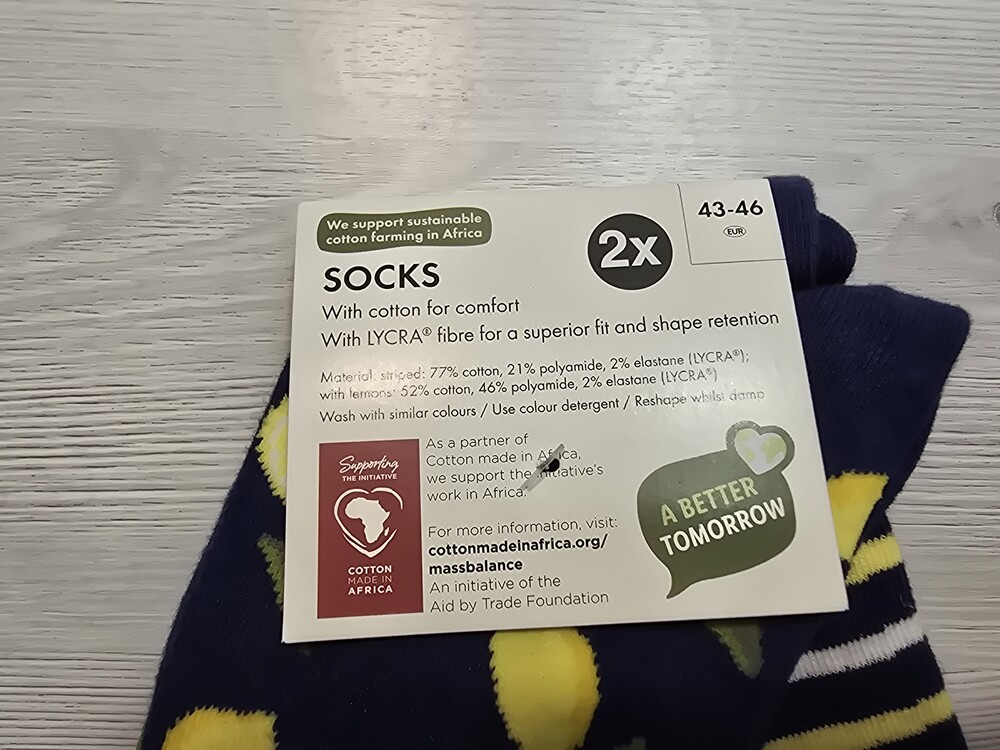 We support sustainable
cotton farming in Africa
2x
43-46
EUR
SOCKS
With cotton for comfort
With LYCRA® fibre for a superior fit and shape retention
Material: striped: 77% cotton, 21% polyamide, 2% elastane (LYCRA®);
with lemons: 52% cotton, 46% polyamide, 2% elastane (LYCRA®)
Wash with similar colours / Use colour detergent / Reshape whilst damp
Supporting
THE INITIATIVE
COTTON
MADE IN
AFRICA
As a partner of
Cotton made in Africa,
we support the initiative's
work in Africa.
For more information, visit:
cottonmadeinafrica.org/
massbalance
An initiative of the
Aid by Trade Foundation
A BETTER
TOMORROW